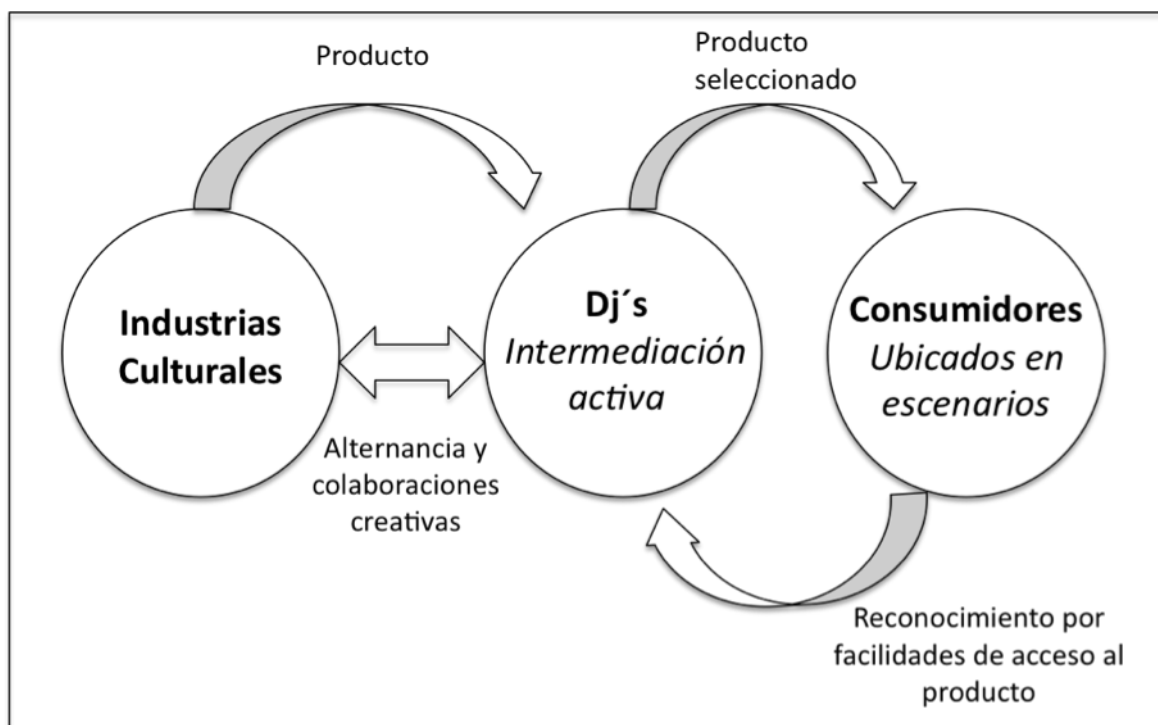 Producto
Producto
seleccionado
Industrias
Culturales
Dj´s
Intermediación
activa
Consumidores
Ubicados en
escenarios
Alternancia y
colaboraciones
creativas
Reconocimiento por
facilidades de acceso al
producto